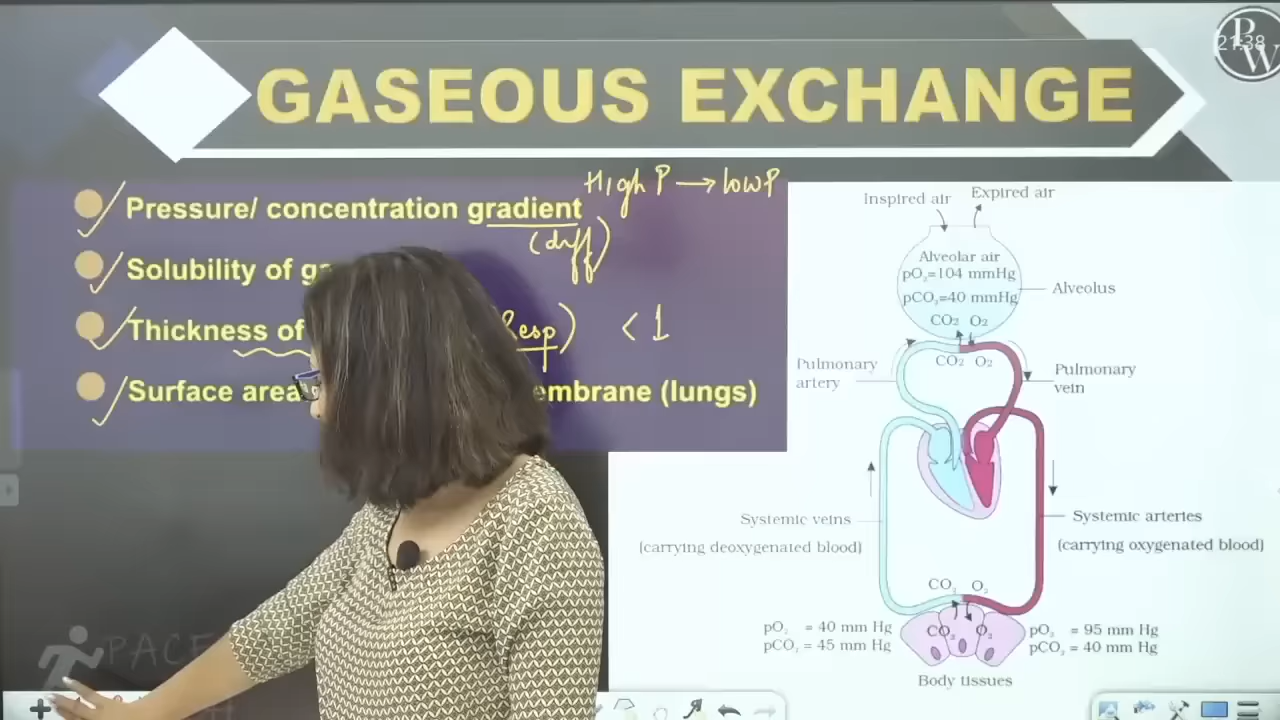 PW
21:38
GASEOUS EXCHANGE
High P → low P
Pressure/ concentration gradient
(diff)
Solubility of
Thickness of Resp) < 1
Surface area embrane (lungs)
Inspired air
Expired air
Alveolar air
pO₂=104 mmHg
pCO₂=40 mmHg
Alveolus
CO₂ O₂
CO₂ O₂
Pulmonary
artery
Pulmonary
vein
Systemic veins
(carrying deoxygenated blood)
Systemic arteries
(carrying oxygenated blood)
CO₂ O₂
CO₂ O₂
pO₂ = 40 mm Hg
pCO₂ = 45 mm Hg
pO₂ = 95 mm Hg
pCO₂ = 40 mm Hg
Body tissues
PACE